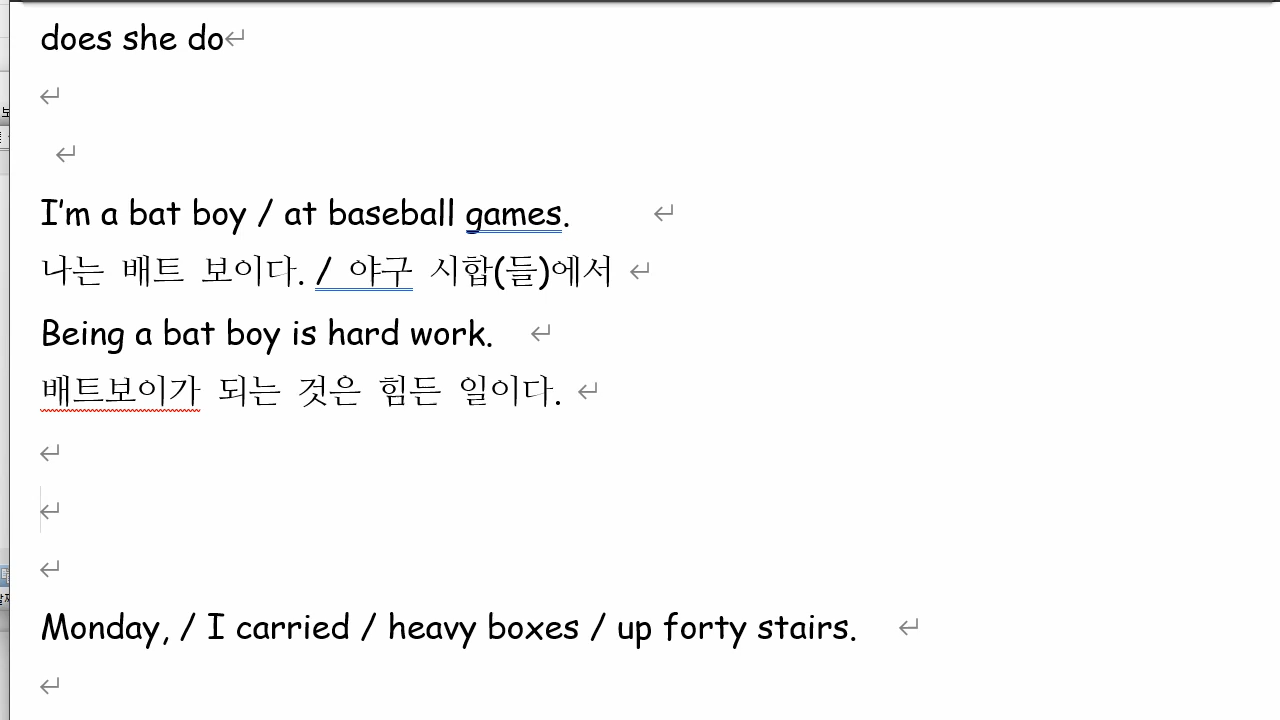 does she do
I'm a bat boy / at baseball games.
나는 배트 보이다. / 야구 시합(들)에서
Being a bat boy is hard work.
배트보이가 되는 것은 힘든 일이다.
Monday, / I carried / heavy boxes / up forty stairs.